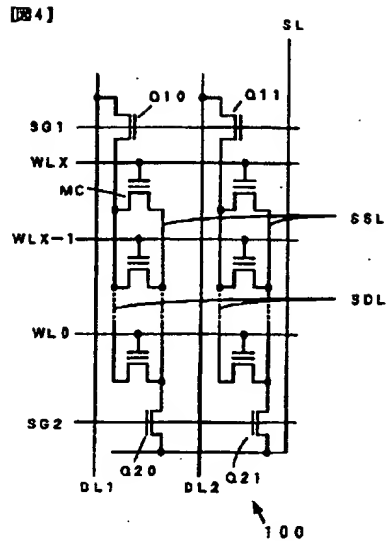 【図4】
SL
Q10
Q11
SG1
WLX
MC
SSL
WLX-1
SDL
WL0
SG2
DL1
Q20
DL2
Q21
100